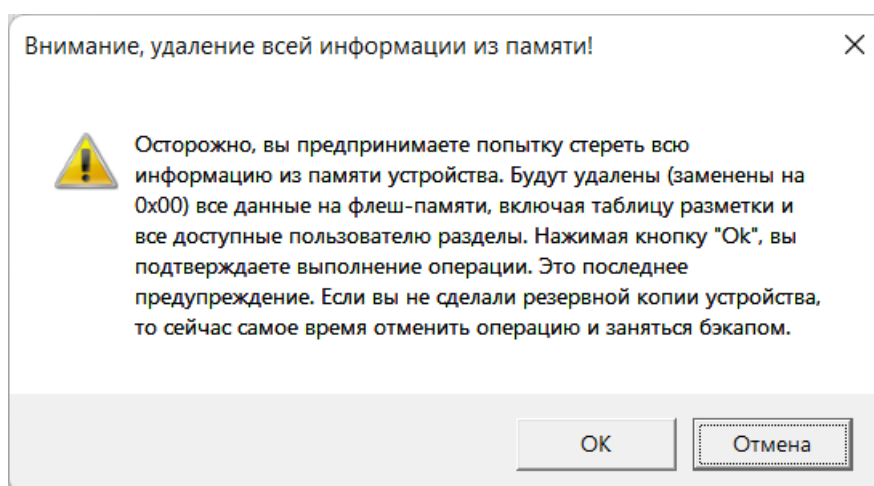 Внимание, удаление всей информации из памяти!
Осторожно, вы предпринимаете попытку стереть всю
информацию из памяти устройства. Будут удалены (заменены на
0x00) все данные на флеш-памяти, включая таблицу разметки и
все доступные пользователю разделы. Нажимая кнопку "Ok", вы
подтверждаете выполнение операции. Это последнее
предупреждение. Если вы не сделали резервной копии устройства,
то сейчас самое время отменить операцию и заняться бэкапом.
OK
Отмена